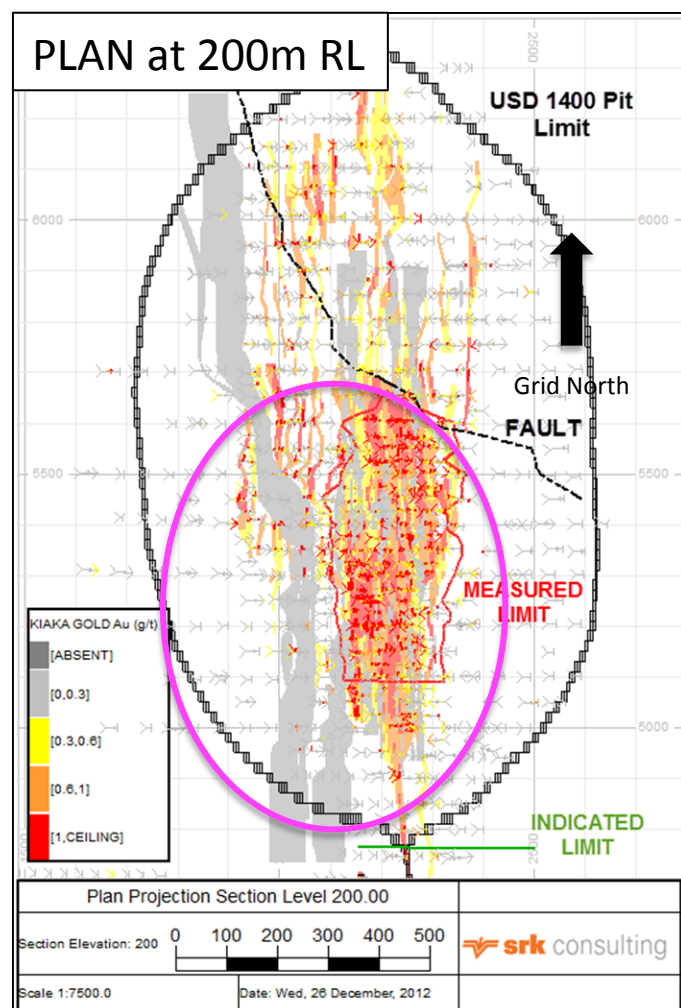 PLAN at 200m RL
2500
USD 1400 Pit
Limit
6000
6000
Grid North
FAULT
5500
5500
MEASURED
LIMIT
KIAKA GOLD Au (g/t)
[ABSENT]
[0,0.3]
[0.3,0.6]
[0.6,1]
[1,CEILING]
5000
INDICATED
LIMIT
2500
Plan Projection Section Level 200.00
Section Elevation: 200
0 100 200 300 400 500
srk consulting
Scale 1:7500.0
Date: Wed, 26 December, 2012